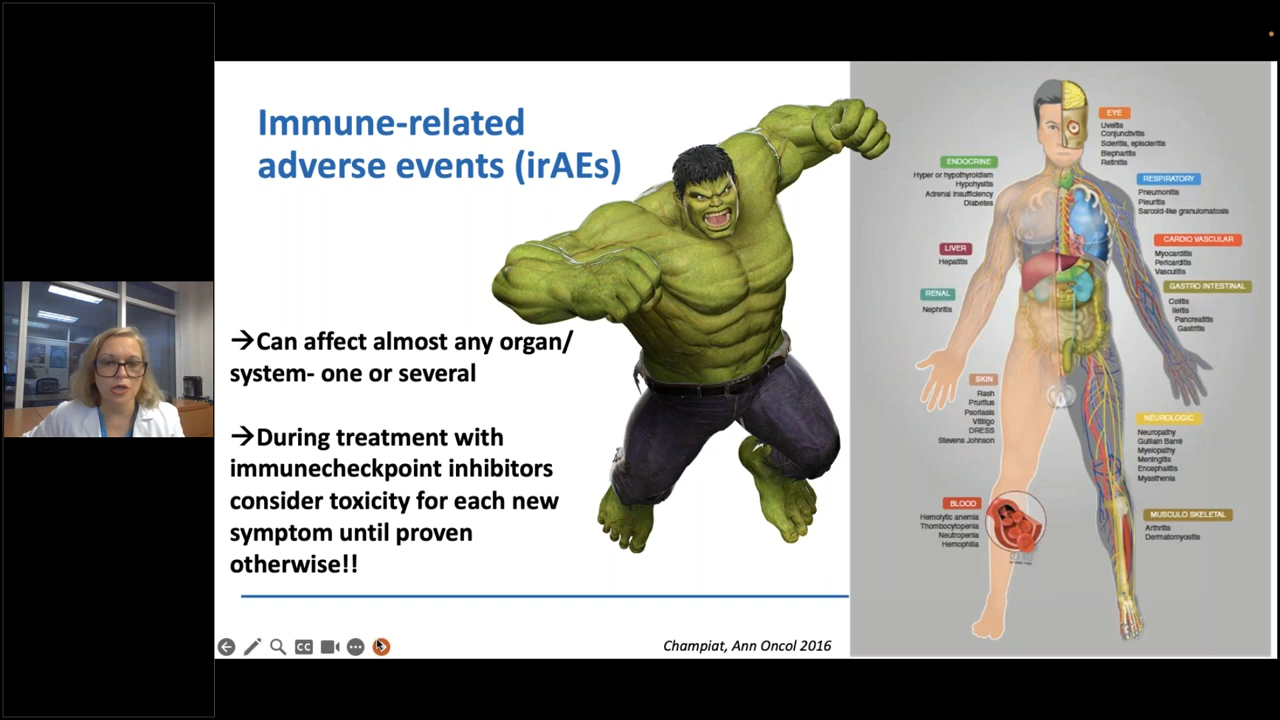 Immune-related
adverse events (irAEs)
→Can affect almost any organ/
system- one or several
→During treatment with
immunecheckpoint inhibitors
consider toxicity for each new
symptom until proven
otherwise!!
CC
Champiat, Ann Oncol 2016
EYE
Uveitis
Conjunctivitis
Scleritis, episcleritis
Blepharitis
Retinitis
ENDOCRINE
Hyper or hypothyroidism
Hypophysitis
Adrenal insufficiency
Diabetes
RESPIRATORY
Pneumonitis
Pleuritis
Sarcoid-like granulomatosis
LIVER
Hepatitis
CARDIO VASCULAR
Myocarditis
Pericarditis
Vasculitis
RENAL
Nephritis
GASTRO INTESTINAL
Colitis
Ileitis
Pancreatitis
Gastritis
SKIN
Rash
Pruritus
Psoriasis
Vitiligo
DRESS
Stevens Johnson
NEUROLOGIC
Neuropathy
Guillain Barré
Myelopathy
Meningitis
Encephalitis
Myasthenia
BLOOD
Hemolytic anemia
Thrombocytopenia
Neutropenia
Hemophilia
MUSCULO SKELETAL
Arthritis
Dermatomyositis